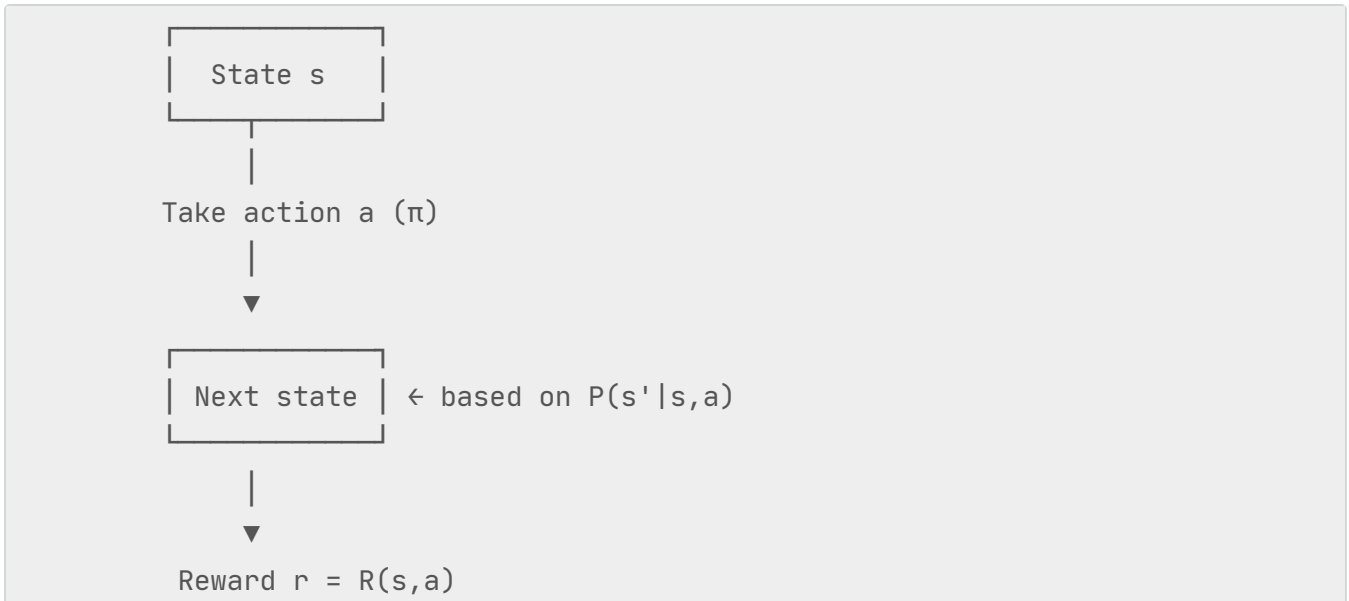 State s
Take action a (π)
▼
Next state ← based on P(s'|s,a)
▼
Reward r = R(s,a)